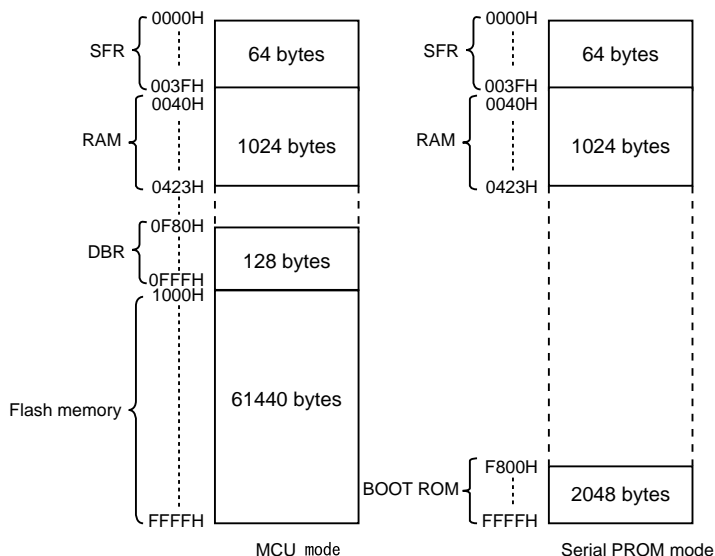 0000H
SFR
64 bytes
003FH
0040H
RAM
1024 bytes
0423H
0F80H
DBR
128 bytes
0FFFH
1000H
Flash memory
61440 bytes
FFFFH
MCU mode
0000H
SFR
64 bytes
003FH
0040H
RAM
1024 bytes
0423H
F800H
BOOT ROM
2048 bytes
FFFFH
Serial PROM mode